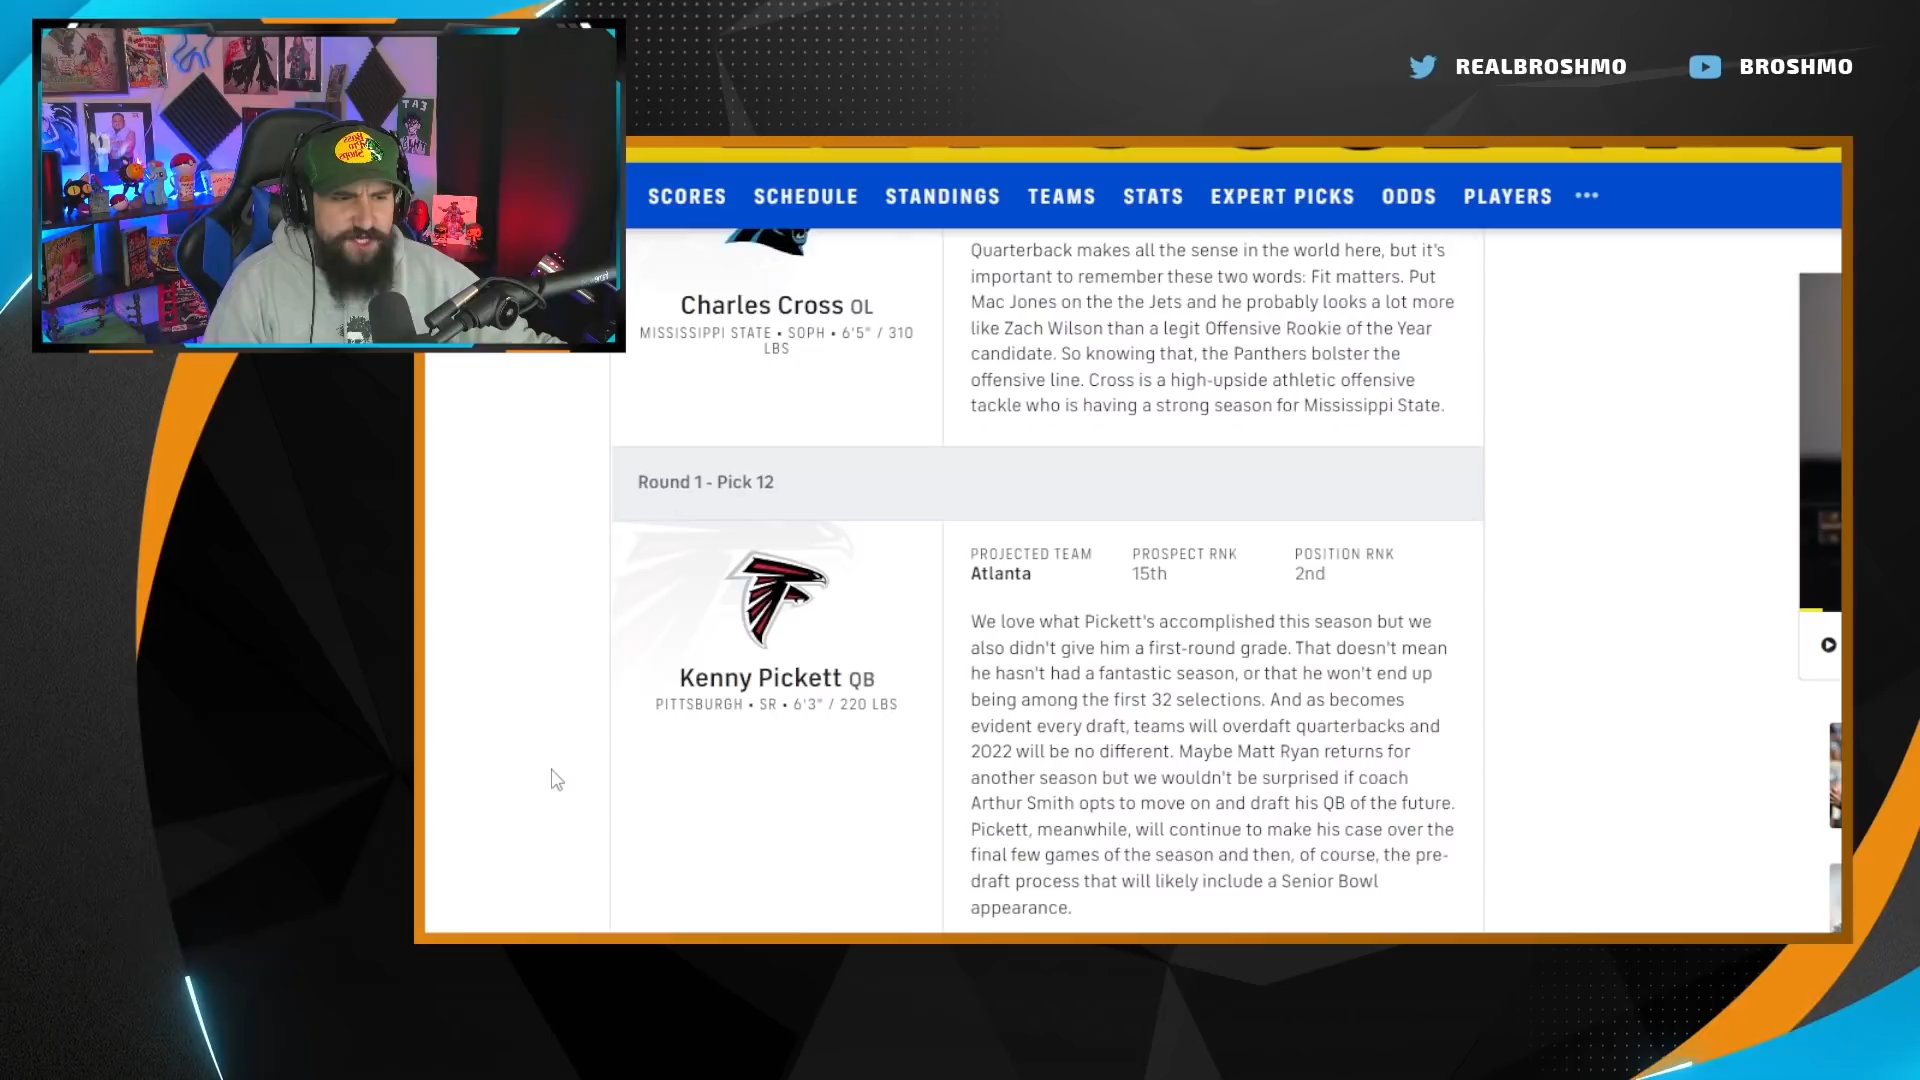 REALBROSHMO
BROSHMO
SCORES SCHEDULE STANDINGS TEAMS STATS EXPERT PICKS ODDS PLAYERS •••
Charles Cross OL
MISSISSIPPI STATE • SOPH • 6'5" / 310
LBS
Quarterback makes all the sense in the world here, but it's
important to remember these two words: Fit matters. Put
Mac Jones on the the Jets and he probably looks a lot more
like Zach Wilson than a legit Offensive Rookie of the Year
candidate. So knowing that, the Panthers bolster the
offensive line. Cross is a high-upside athletic offensive
tackle who is having a strong season for Mississippi State.
Round 1 - Pick 12
Kenny Pickett QB
PITTSBURGH • SR • 6'3" / 220 LBS
PROJECTED TEAM PROSPECT RNK POSITION RNK
Atlanta 15th 2nd
We love what Pickett's accomplished this season but we
also didn't give him a first-round grade. That doesn't mean
he hasn't had a fantastic season, or that he won't end up
being among the first 32 selections. And as becomes
evident every draft, teams will overdaft quarterbacks and
2022 will be no different. Maybe Matt Ryan returns for
another season but we wouldn't be surprised if coach
Arthur Smith opts to move on and draft his QB of the future.
Pickett, meanwhile, will continue to make his case over the
final few games of the season and then, of course, the pre-
draft process that will likely include a Senior Bowl
appearance.